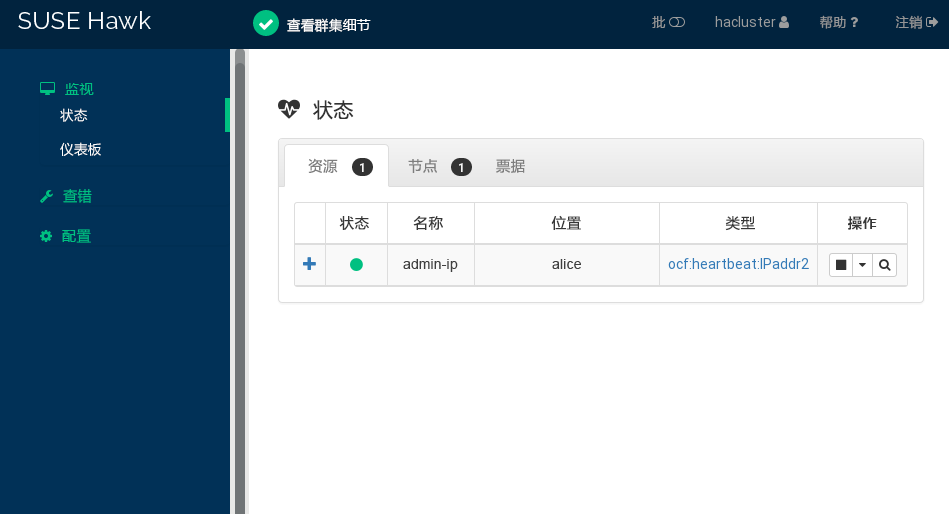 SUSE Hawk
查看群集细节
批
hacluster
帮助 ?
注销
监视
状态
仪表板
查错
配置
状态
资源 1 节点 1 票据
状态 名称 位置 类型 操作
admin-ip alice ocf:heartbeat:IPaddr2